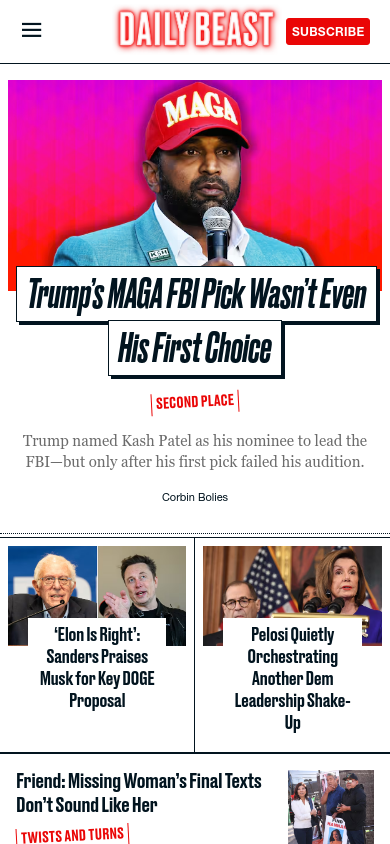 DAILY BEAST
SUBSCRIBE
MAGA
KSH
Trump's MAGA FBI Pick Wasn't Even
His First Choice
SECOND PLACE
Trump named Kash Patel as his nominee to lead the
FBI—but only after his first pick failed his audition.
Corbin Bolies
‘Elon Is Right’:
Sanders Praises
Musk for Key DOGE
Proposal
Pelosi Quietly
Orchestrating
Another Dem
Leadership Shake-
Up
Friend: Missing Woman’s Final Texts
Don’t Sound Like Her
TWISTS AND TURNS